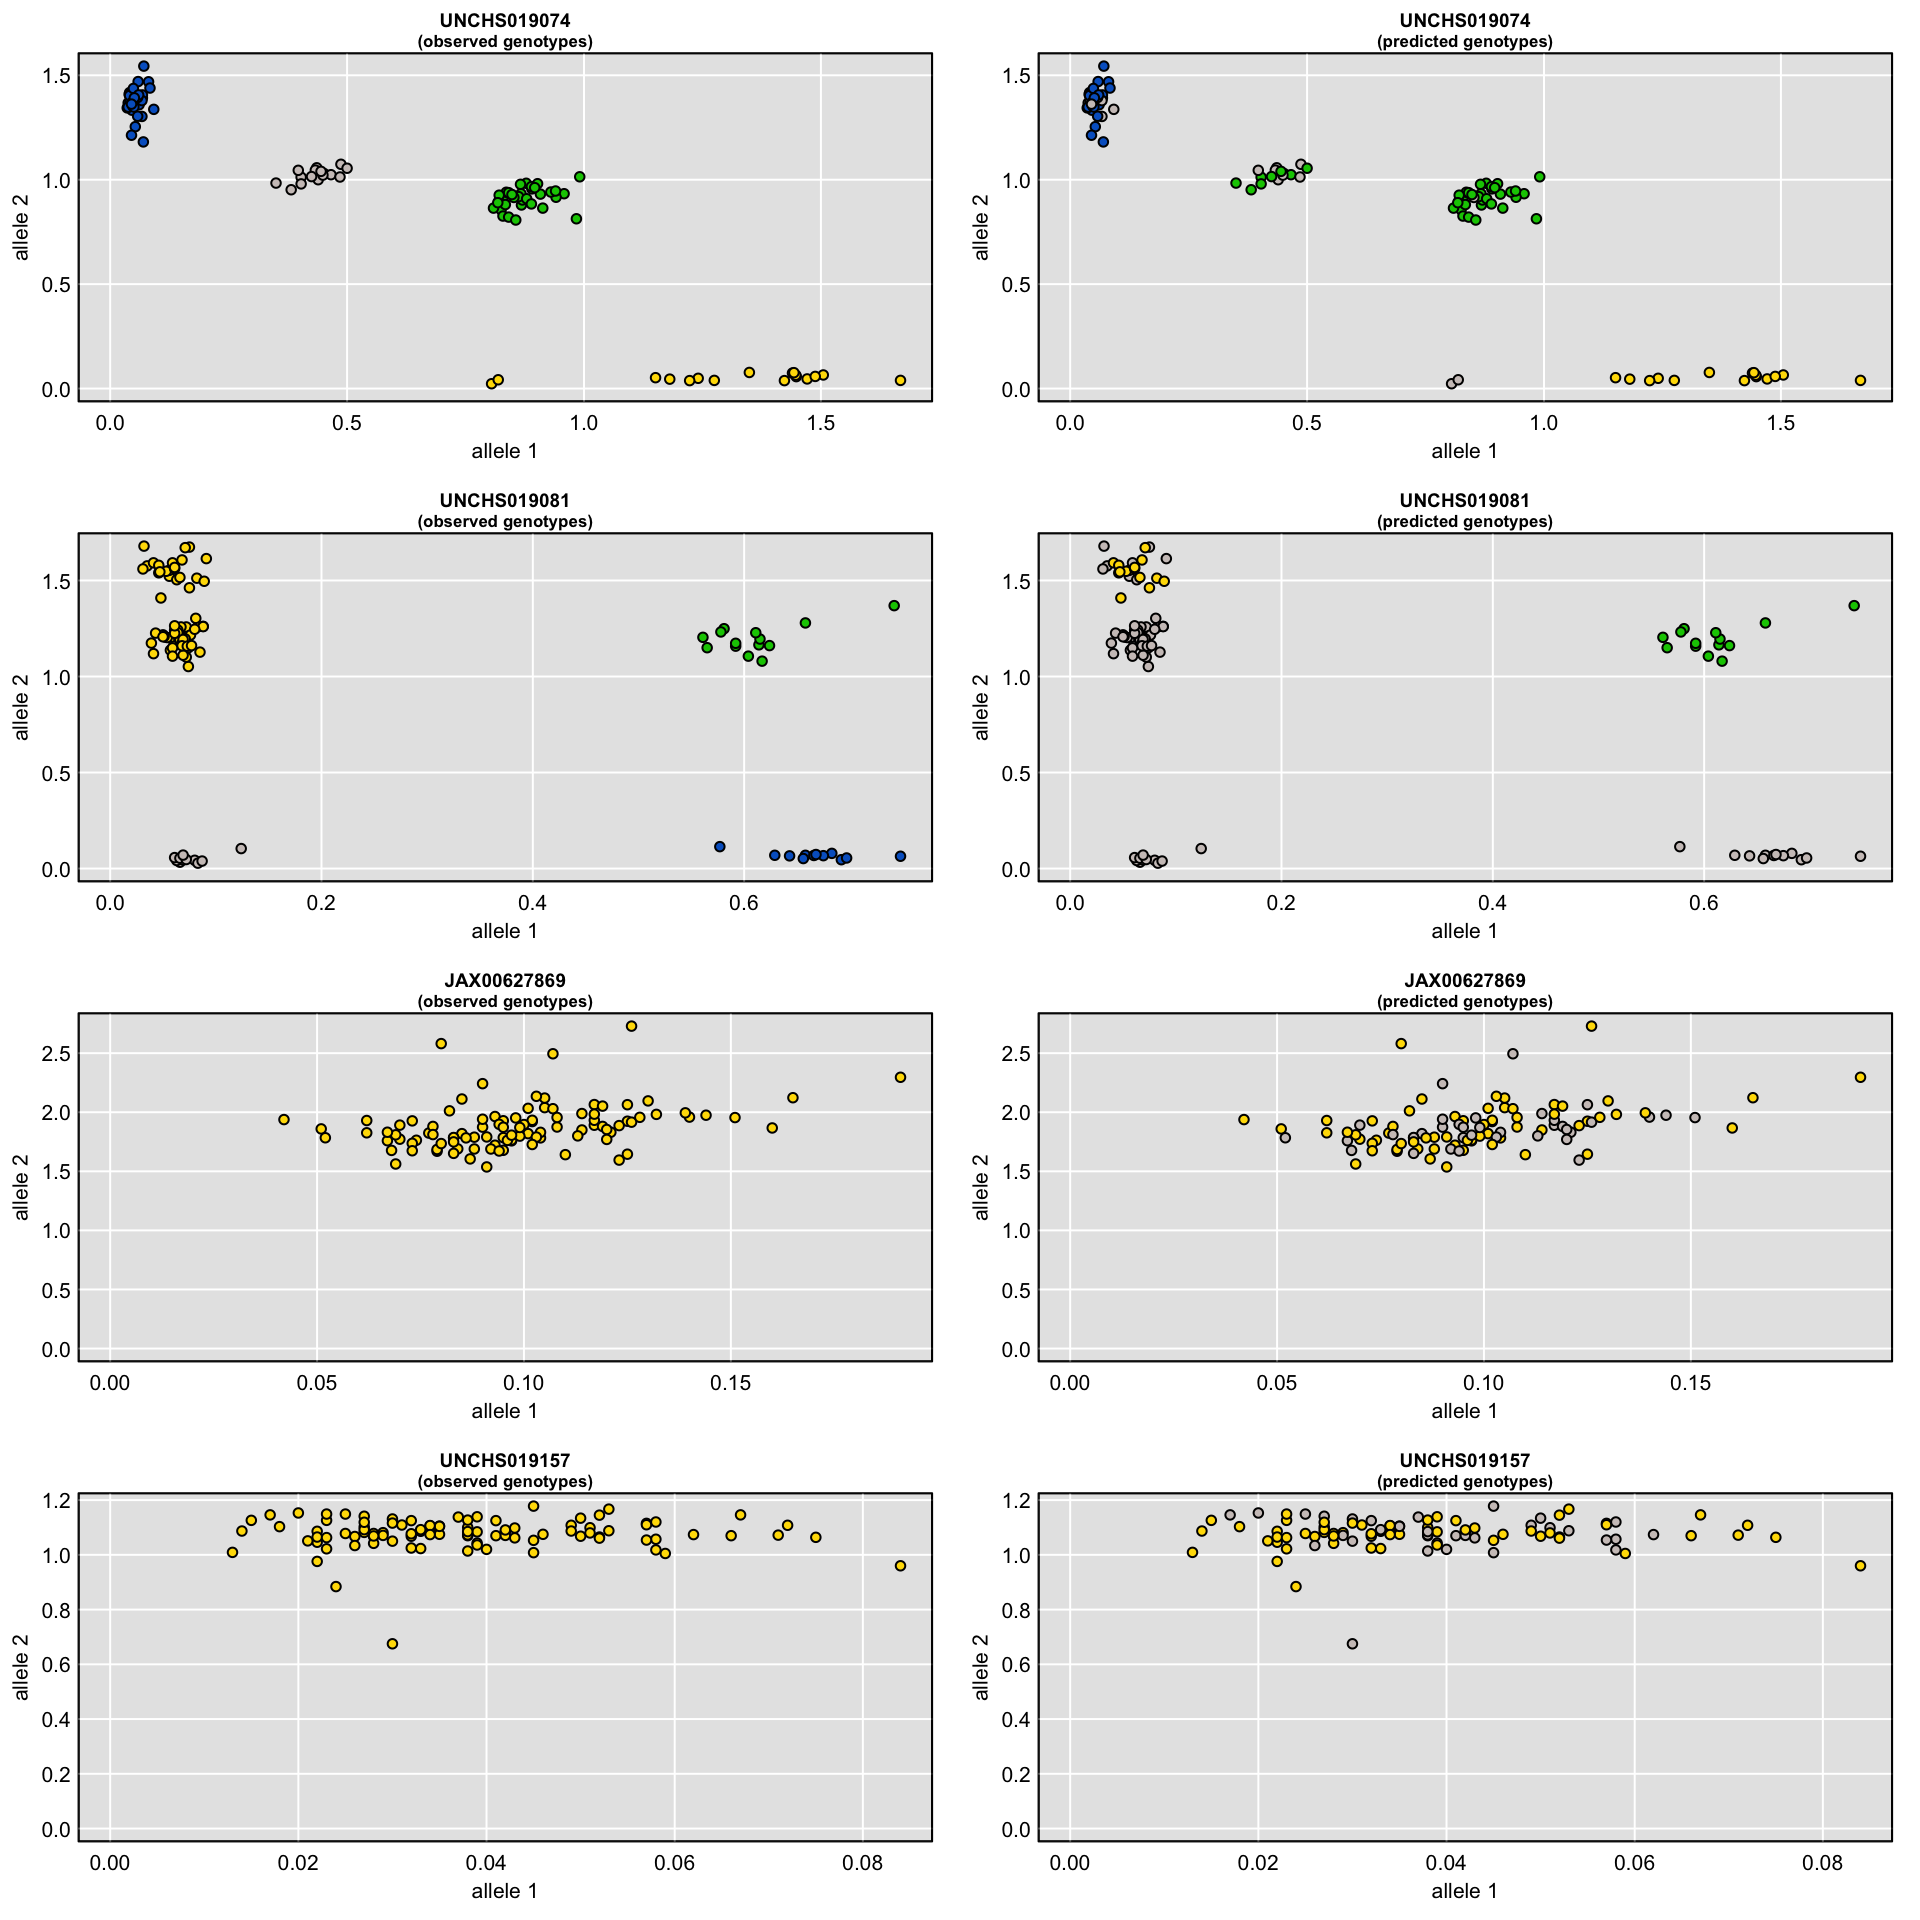 UNCHS019074
(observed genotypes)
allele 2
1.5
1.0
0.5
0.0
0.0 0.5 1.0 1.5
allele 1
UNCHS019074
(predicted genotypes)
allele 2
1.5
1.0
0.5
0.0
0.0 0.5 1.0 1.5
allele 1
UNCHS019081
(observed genotypes)
allele 2
1.5
1.0
0.5
0.0
0.0 0.2 0.4 0.6
allele 1
UNCHS019081
(predicted genotypes)
allele 2
1.5
1.0
0.5
0.0
0.0 0.2 0.4 0.6
allele 1
JAX00627869
(observed genotypes)
allele 2
2.5
2.0
1.5
1.0
0.5
0.0
0.00 0.05 0.10 0.15
allele 1
JAX00627869
(predicted genotypes)
allele 2
2.5
2.0
1.5
1.0
0.5
0.0
0.00 0.05 0.10 0.15
allele 1
UNCHS019157
(observed genotypes)
allele 2
1.2
1.0
0.8
0.6
0.4
0.2
0.0
0.00 0.02 0.04 0.06 0.08
allele 1
UNCHS019157
(predicted genotypes)
allele 2
1.2
1.0
0.8
0.6
0.4
0.2
0.0
0.00 0.02 0.04 0.06 0.08
allele 1